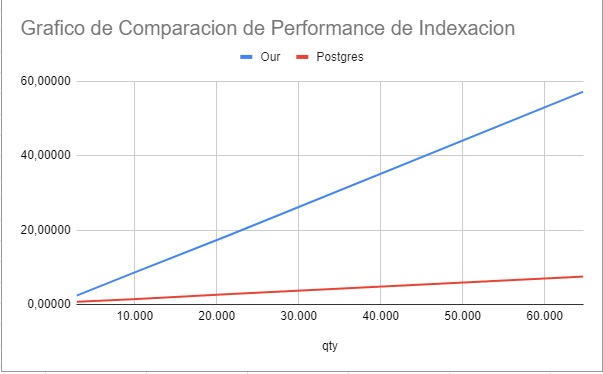 Grafico de Comparacion de Performance de Indexacion
Our Postgres
60,00000
40,00000
20,00000
0,00000
10.000 20.000 30.000 40.000 50.000 60.000
qty